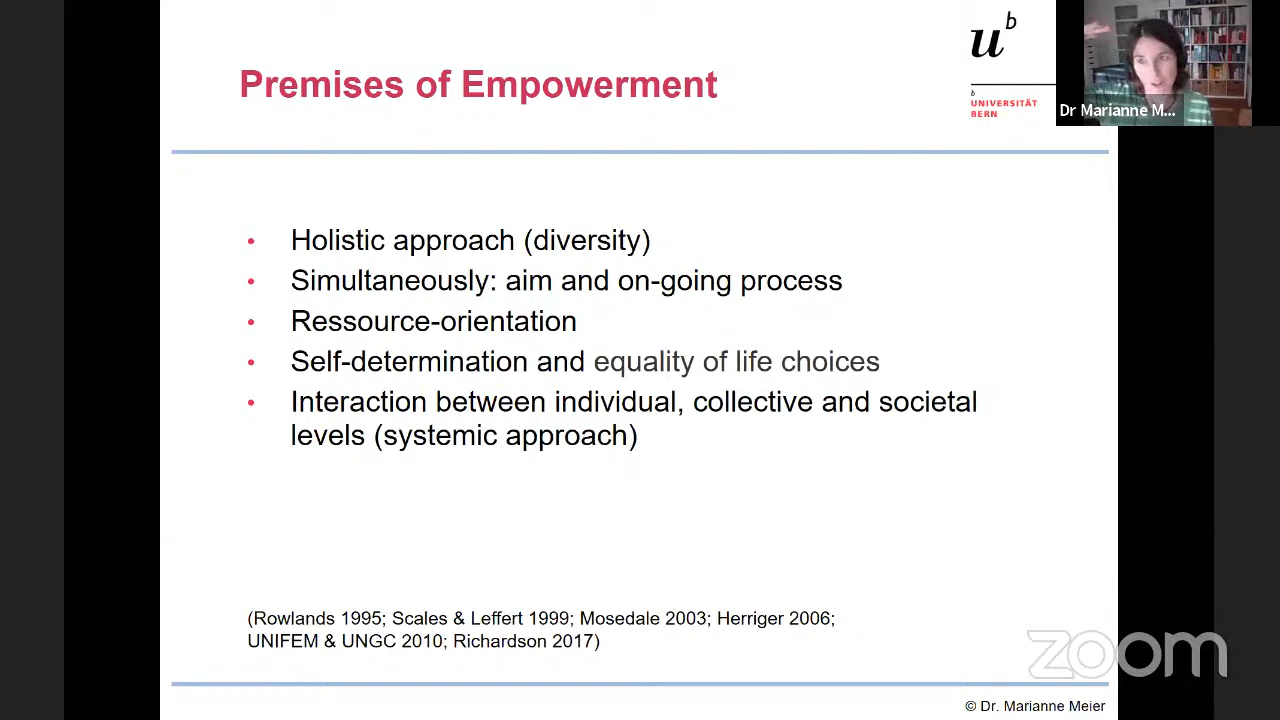 Premises of Empowerment
u
b
b
UNIVERSITÄT
BERN
Dr Marianne M...
• Holistic approach (diversity)
• Simultaneously: aim and on-going process
• Ressource-orientation
• Self-determination and equality of life choices
• Interaction between individual, collective and societal
levels (systemic approach)
(Rowlands 1995; Scales & Leffert 1999; Mosedale 2003; Herriger 2006;
UNIFEM & UNGC 2010; Richardson 2017)
zoom
© Dr. Marianne Meier